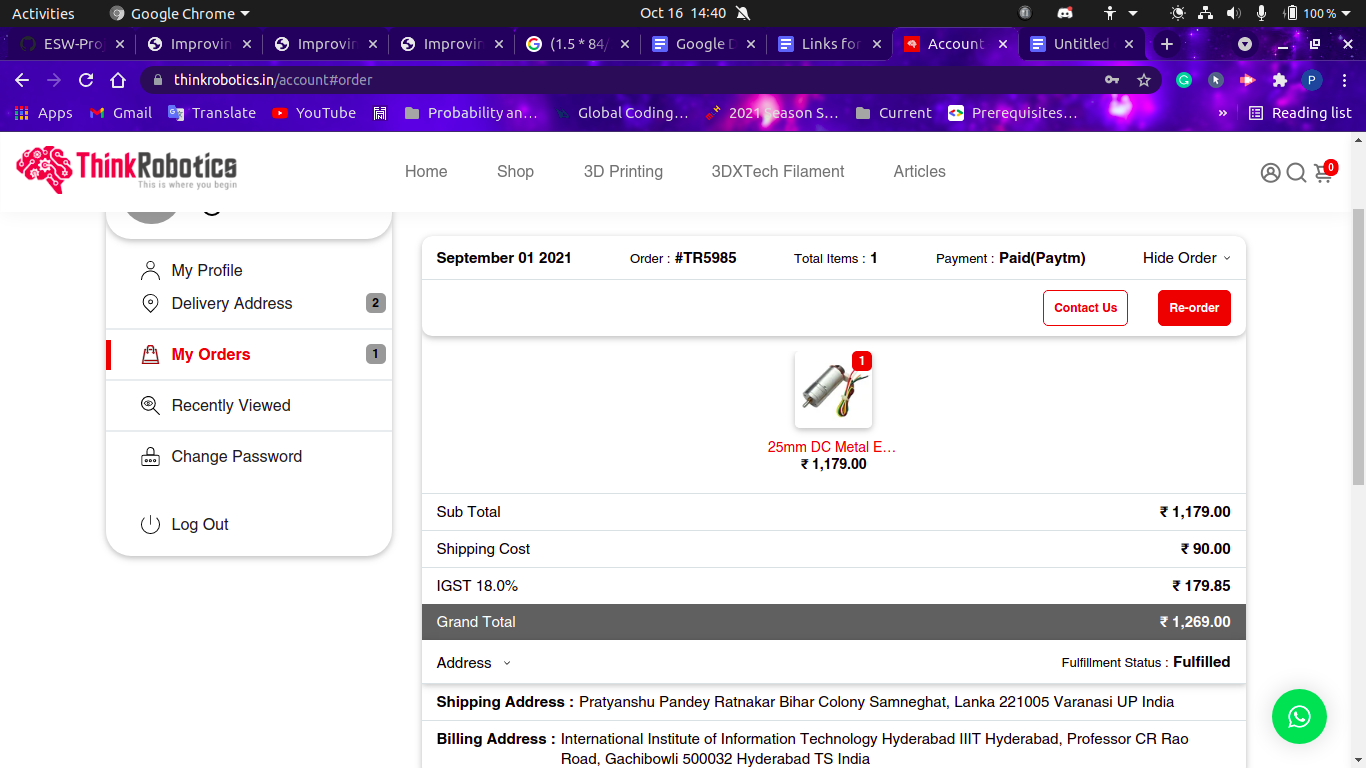 Activities Google Chrome Oct 16 14:40 100 %
ESW-Pro Improvin Improvin Improvin (1.5 * 84/ Google D Links for Account Untitled
thinkrobotics.in/account#order P
Apps Gmail Translate YouTube Probability an… Global Coding… 2021 Season S… Current Prerequisites… » Reading list
ThinkRobotics
This is where you begin
Home Shop 3D Printing 3DXTech Filament Articles 0
September 01 2021 Order : #TR5985 Total Items : 1 Payment : Paid(Paytm) Hide Order
My Profile
Delivery Address 2
Contact Us Re-order
My Orders 1
1
Recently Viewed
25mm DC Metal E…
₹ 1,179.00
Change Password
Sub Total ₹ 1,179.00
Log Out
Shipping Cost ₹ 90.00
IGST 18.0% ₹ 179.85
Grand Total ₹ 1,269.00
Address Fulfillment Status : Fulfilled
Shipping Address : Pratyanshu Pandey Ratnakar Bihar Colony Samneghat, Lanka 221005 Varanasi UP India
Billing Address : International Institute of Information Technology Hyderabad IIIT Hyderabad, Professor CR Rao
Road, Gachibowli 500032 Hyderabad TS India